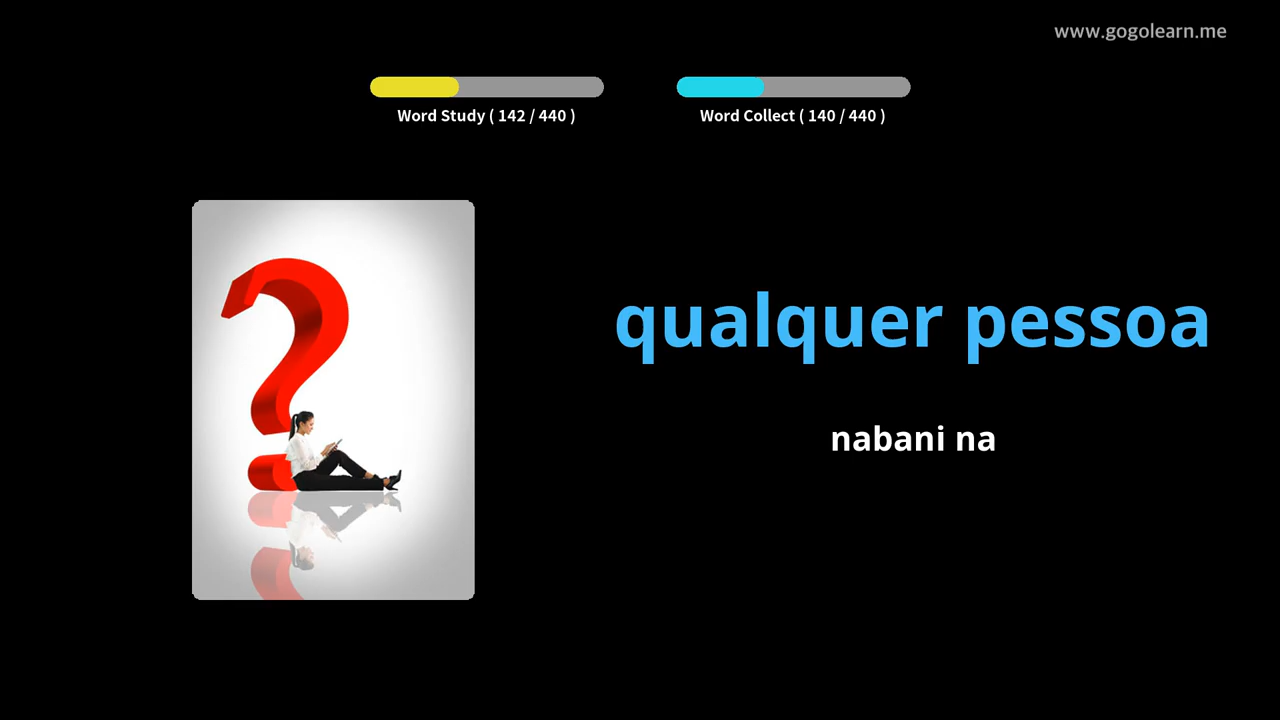 www.gogolearn.me
Word Study ( 142 / 440 )
Word Collect ( 140 / 440 )
qualquer pessoa
nabani na